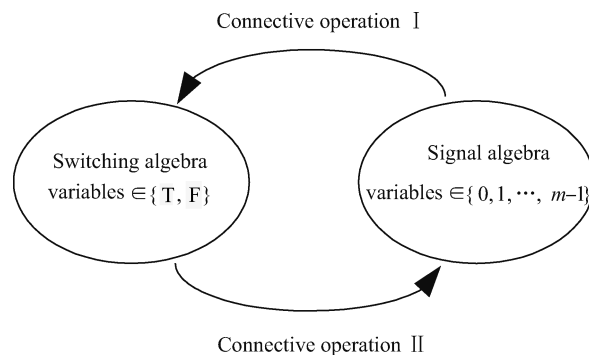 Connective operation Ⅰ
Switching algebra
variables ∈{T, F}
Signal algebra
variables ∈{0,1,⋯, m−1}
Connective operation Ⅱ